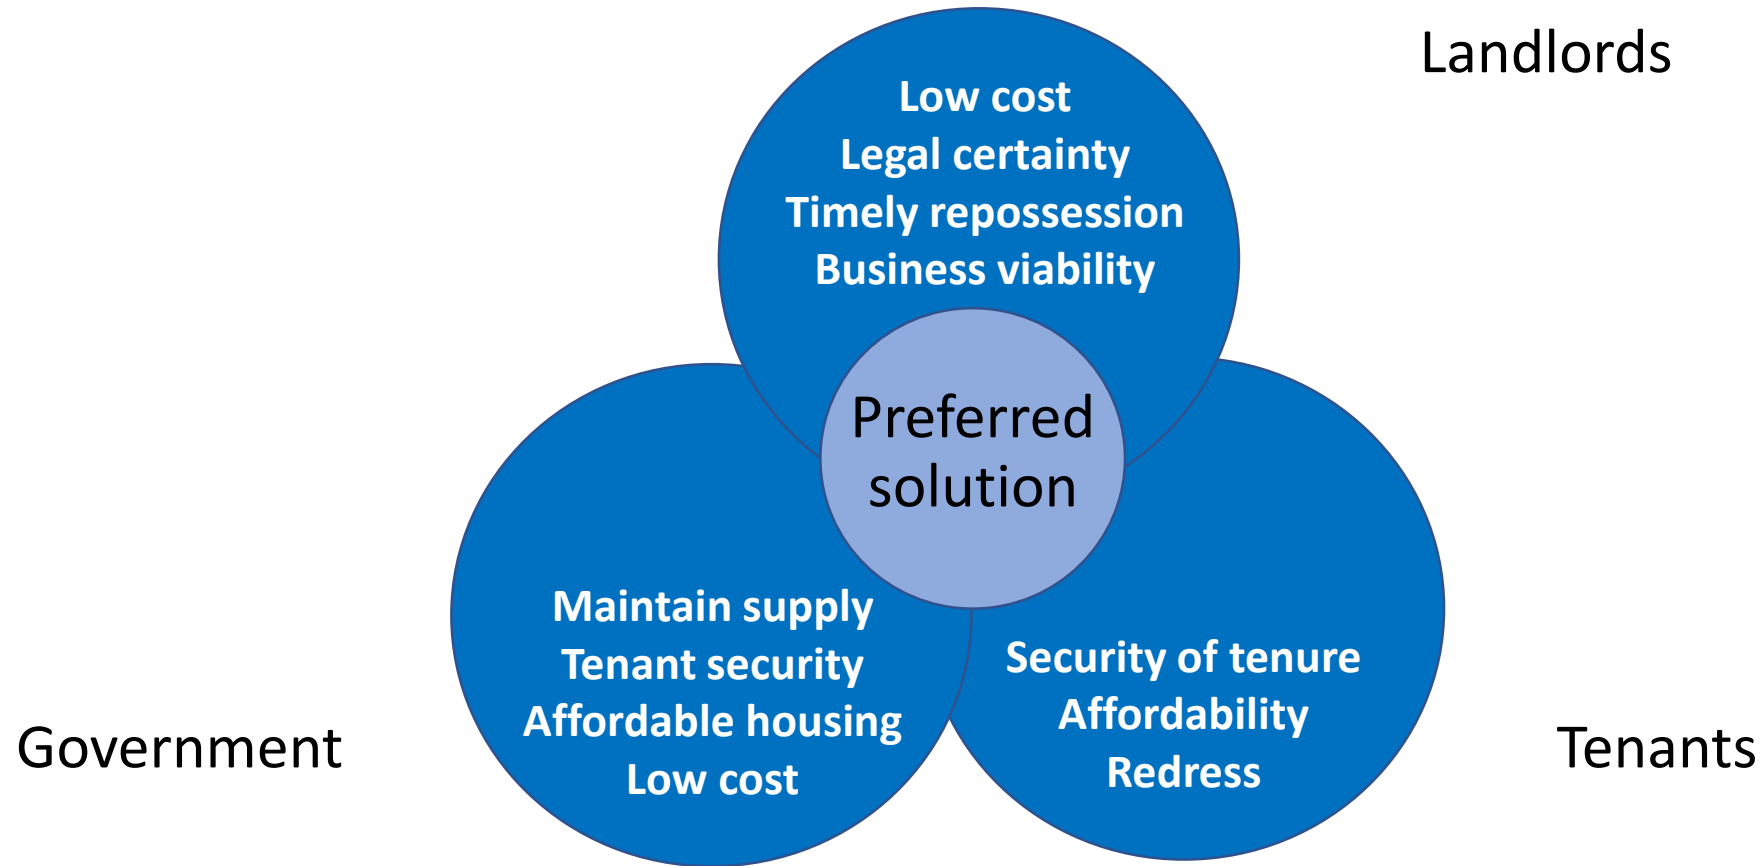 Landlords
Low cost
Legal certainty
Timely repossession
Business viability
Preferred
solution
Maintain supply
Tenant security
Affordable housing
Low cost
Security of tenure
Affordability
Redress
Government
Tenants